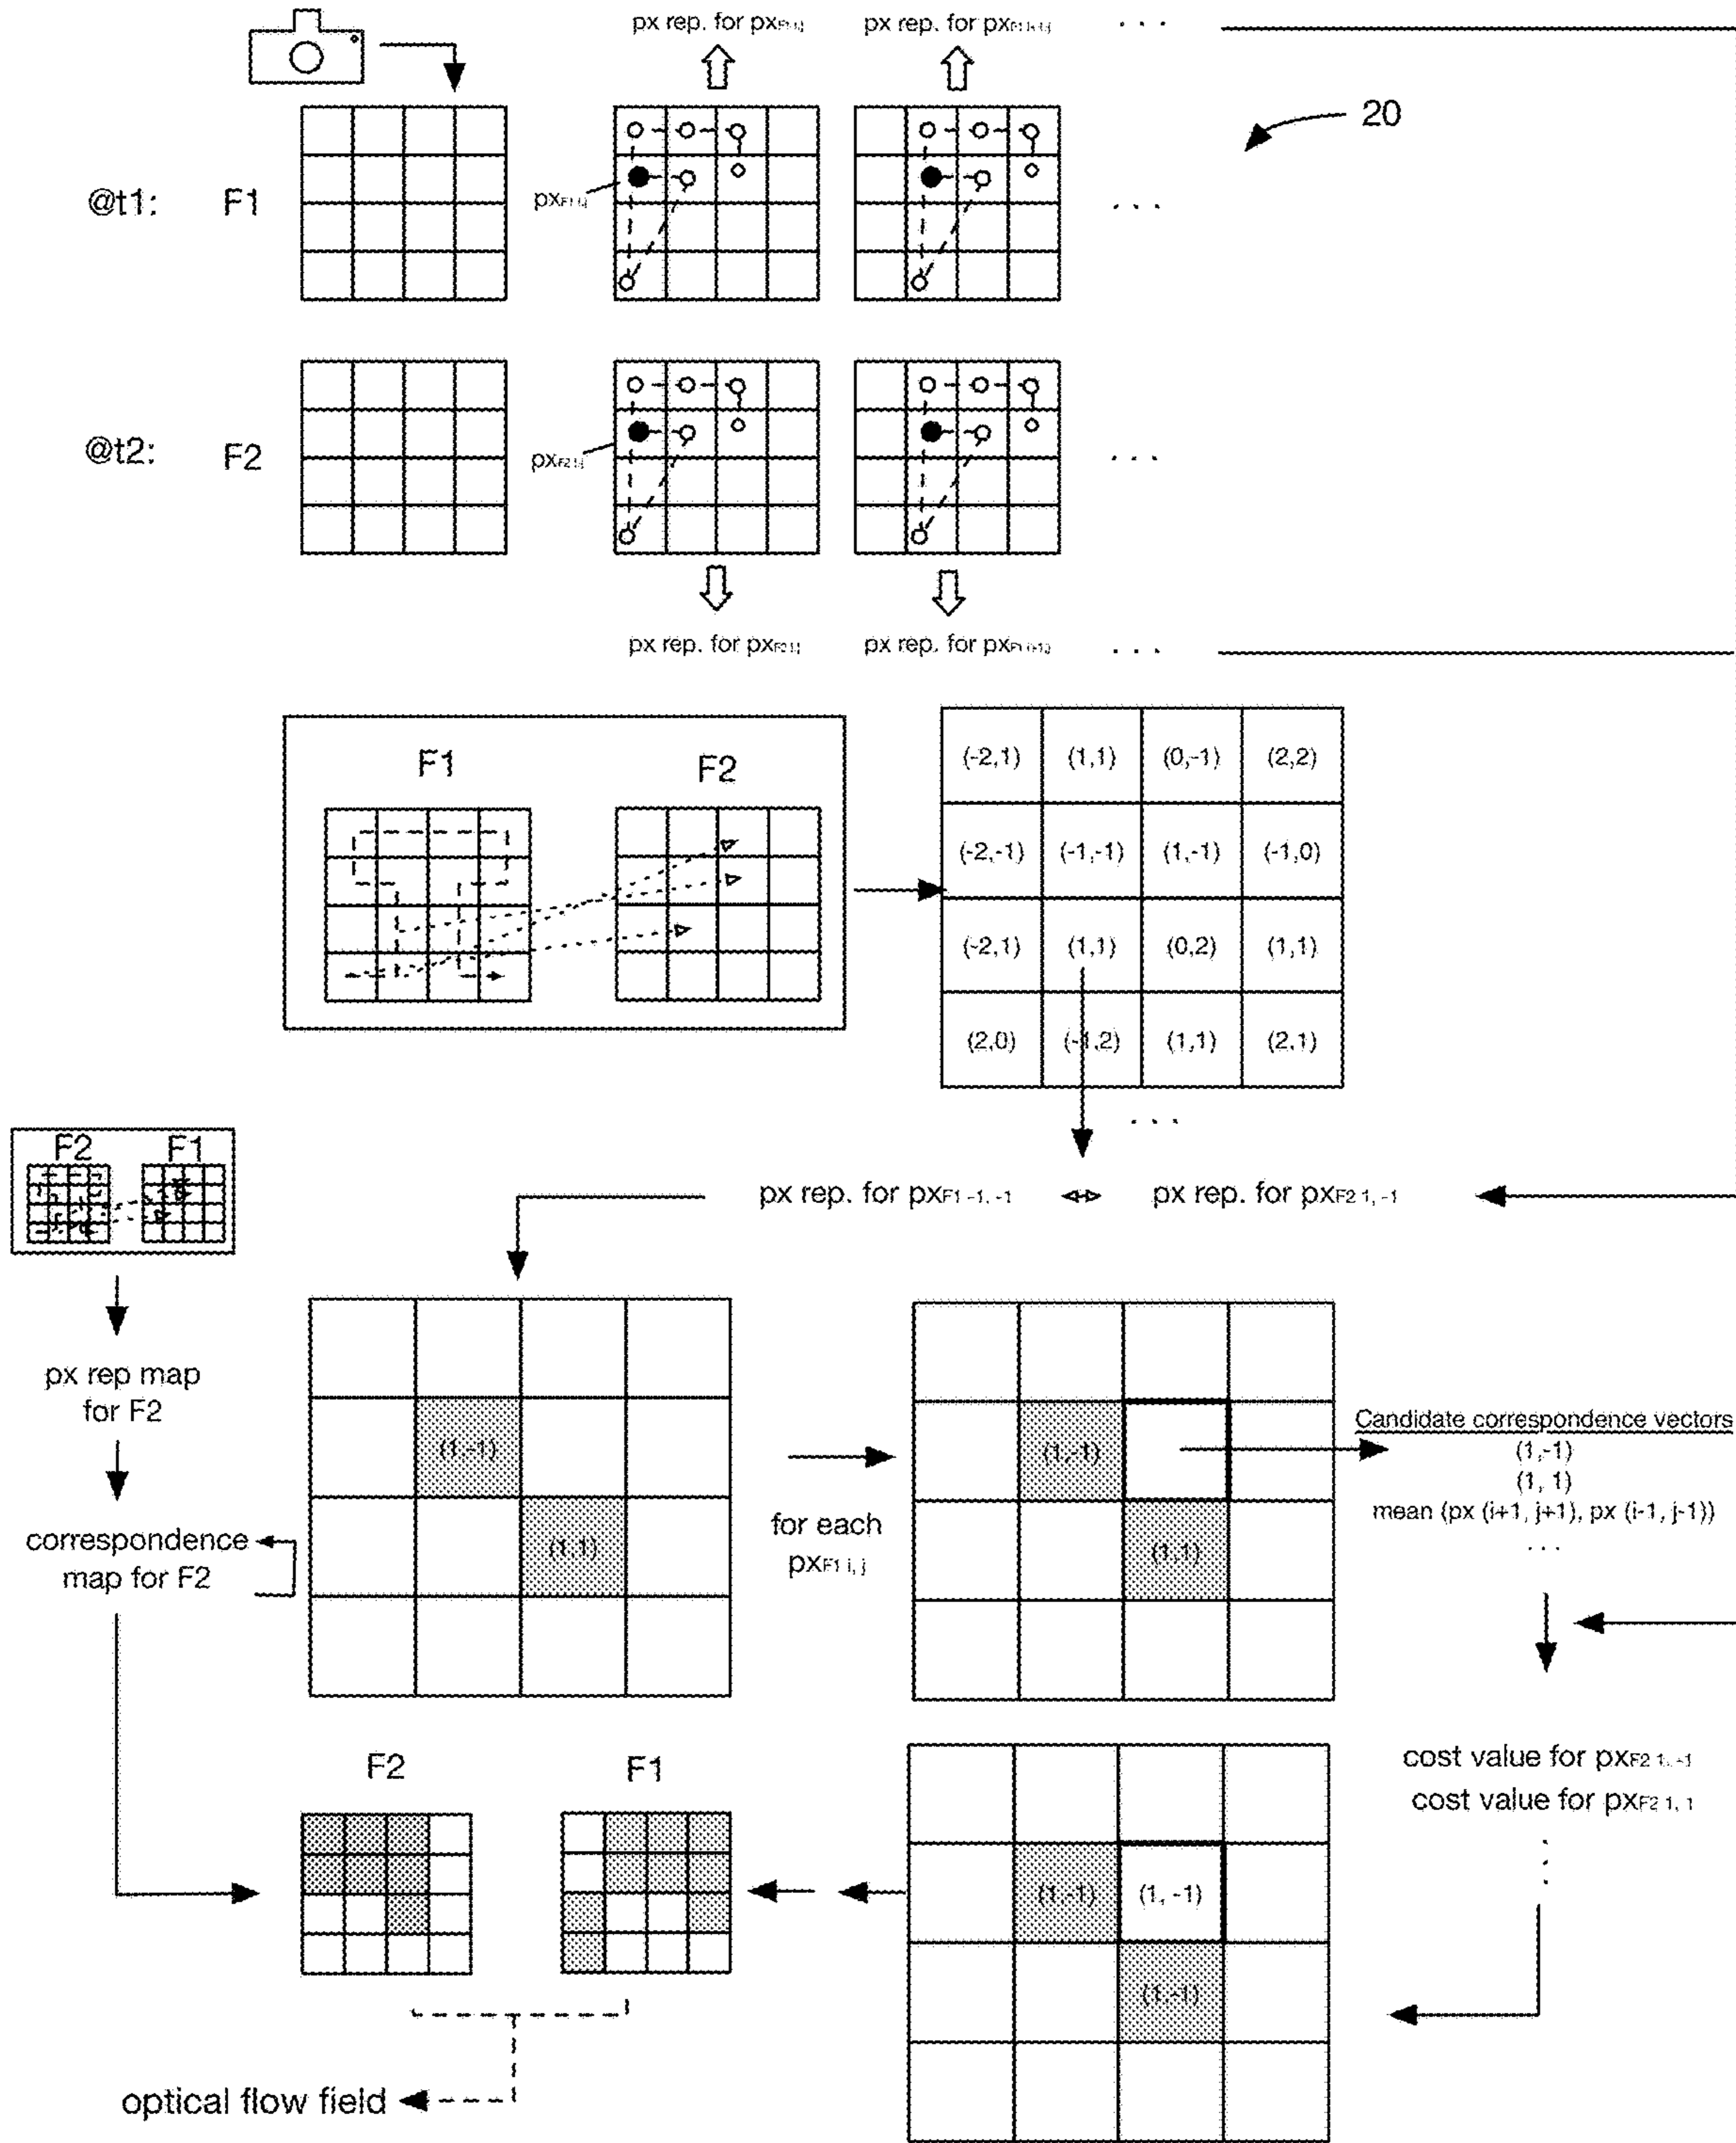 px rep. for px
px rep. for px
. . .
20
@t1:
F1
px
. . .
@t2:
F2
px
. . .
px rep. for px
px rep. for px
. . .
F1
F2
(-2,1) (1,1) (0,-1) (2,2)
(-2,-1) (-1,-1) (1,-1) (-1,0)
(-2,1) (1,1) (0,2) (1,1)
(2,0) (-1,2) (1,1) (2,1)
. . .
F2
F1
px rep. for pxF1 -1, -1
px rep. for pxF2 1, -1
px rep map
for F2
correspondence
map for F2
(1,-1)
(1,1)
for each
pxF1 i, j
(1,-1)
(1,1)
Candidate correspondence vectors
(1,-1)
(1, 1)
mean (px (i+1, j+1), px (i-1, j-1))
. . .
cost value for pxF2 1, -1
cost value for pxF2 1, 1
F2
F1
(1,-1) (1, -1)
(1,-1)
optical flow field